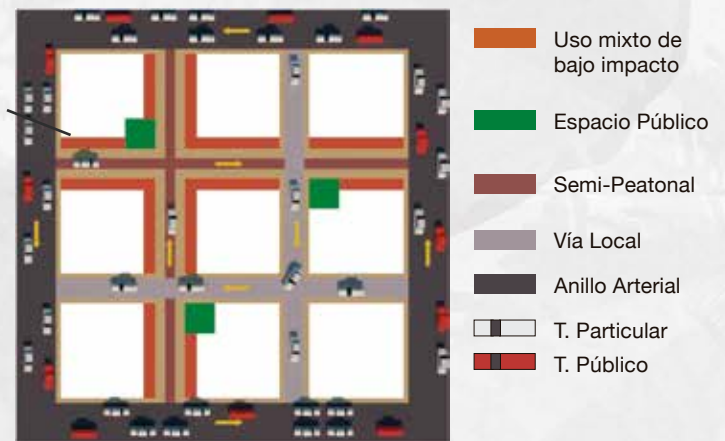 Uso mixto de
bajo impacto
Espacio Público
Semi-Peatonal
Vía Local
Anillo Arterial
T. Particular
T. Público